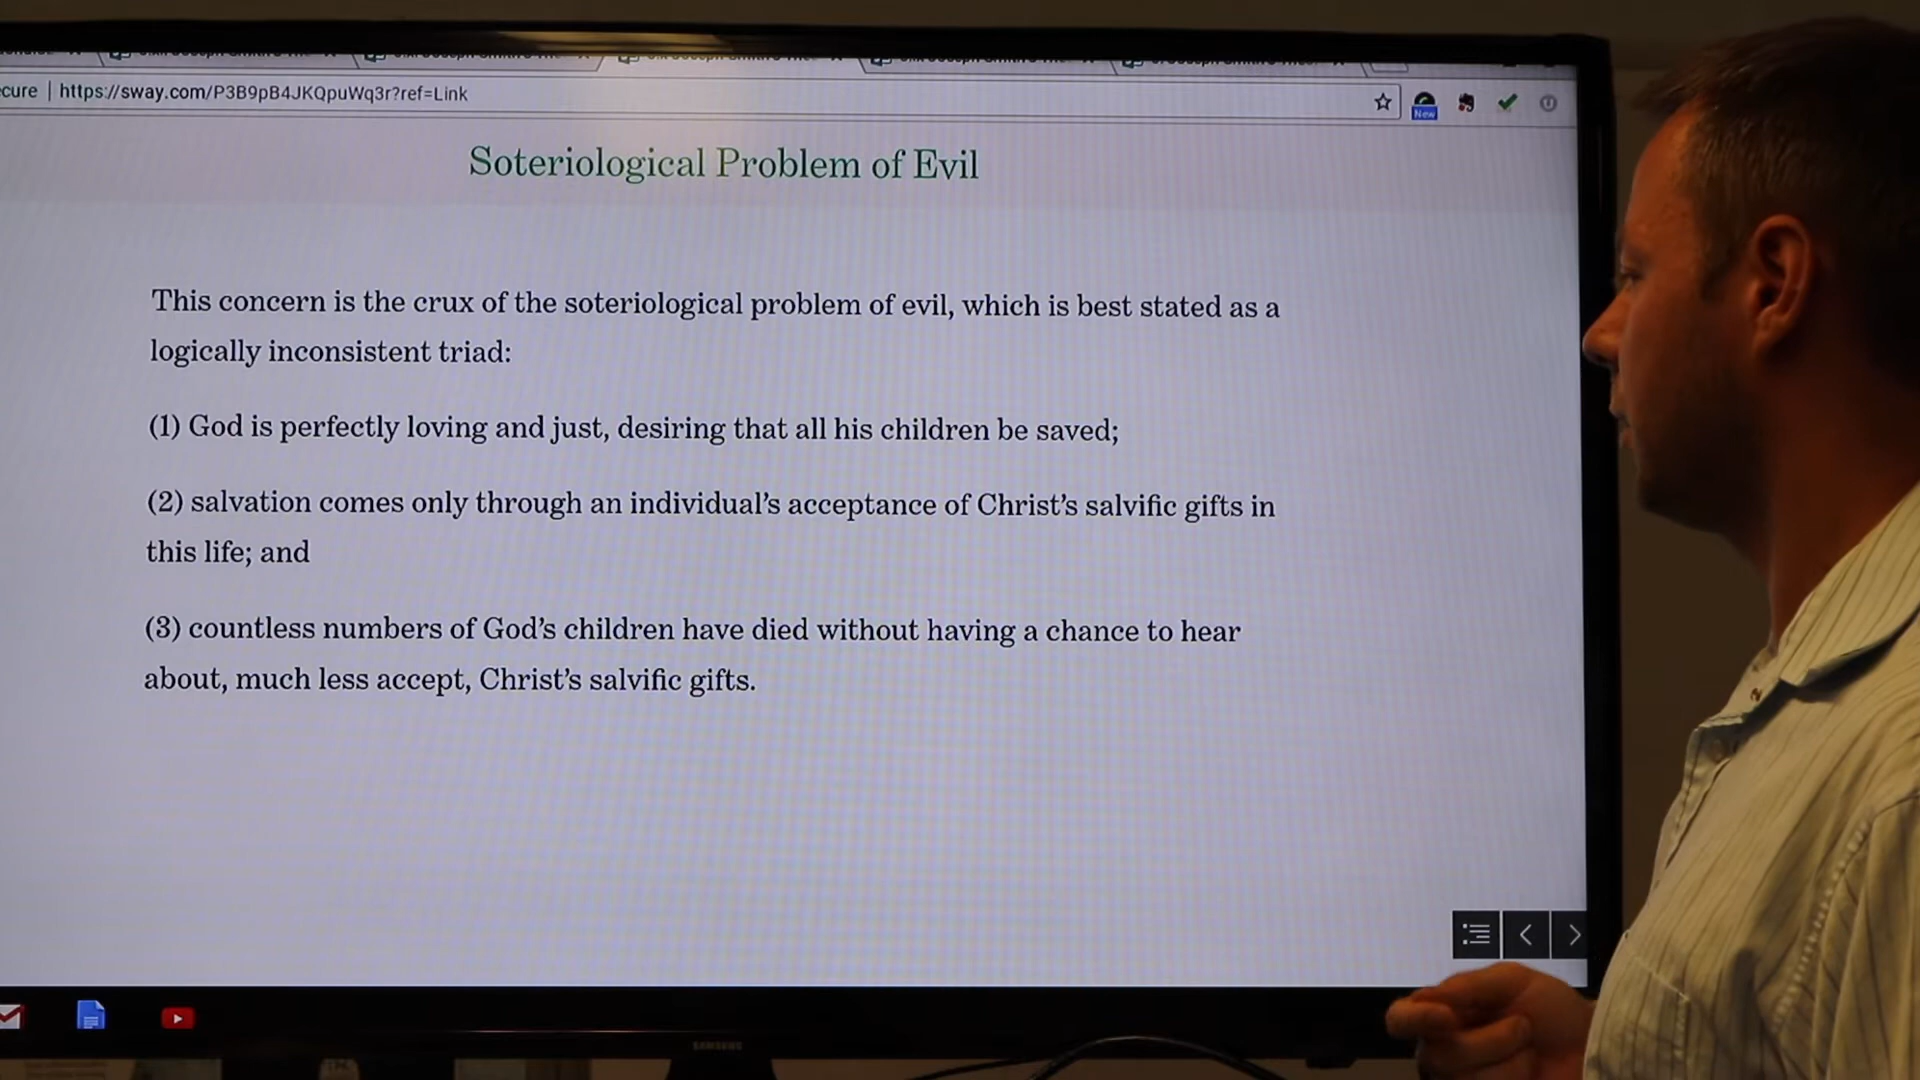 cure | https://sway.com/P3B9pB4JKQpuWq3r?ref=Link
New
Soteriological Problem of Evil
This concern is the crux of the soteriological problem of evil, which is best stated as a
logically inconsistent triad:
(1) God is perfectly loving and just, desiring that all his children be saved;
(2) salvation comes only through an individual's acceptance of Christ's salvific gifts in
this life; and
(3) countless numbers of God's children have died without having a chance to hear
about, much less accept, Christ's salvific gifts.
SAMSUNG